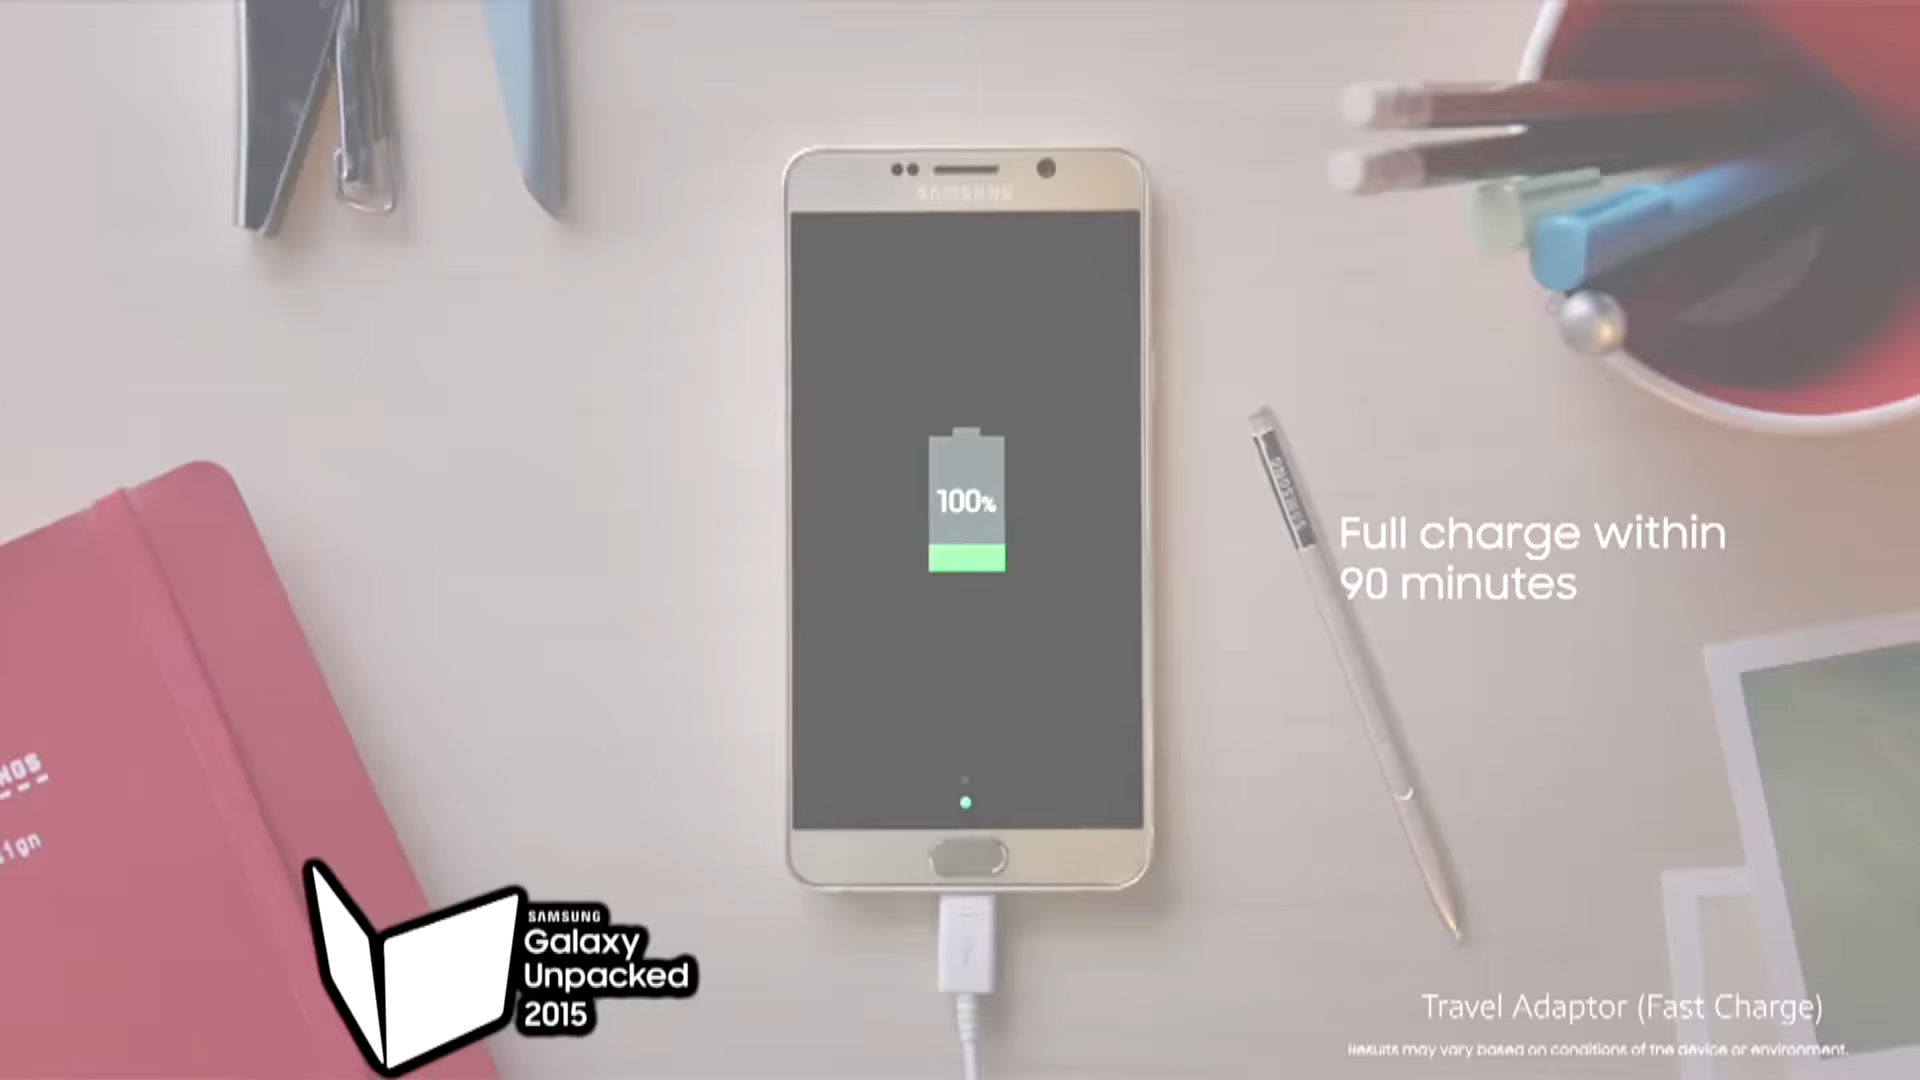 SAMSUNG
100%
SAMSUNG
Full charge within
90 minutes
SAMSUNG
Galaxy
Unpacked
2015
Travel Adaptor (Fast Charge)
Results may vary based on conditions of the device or environment.